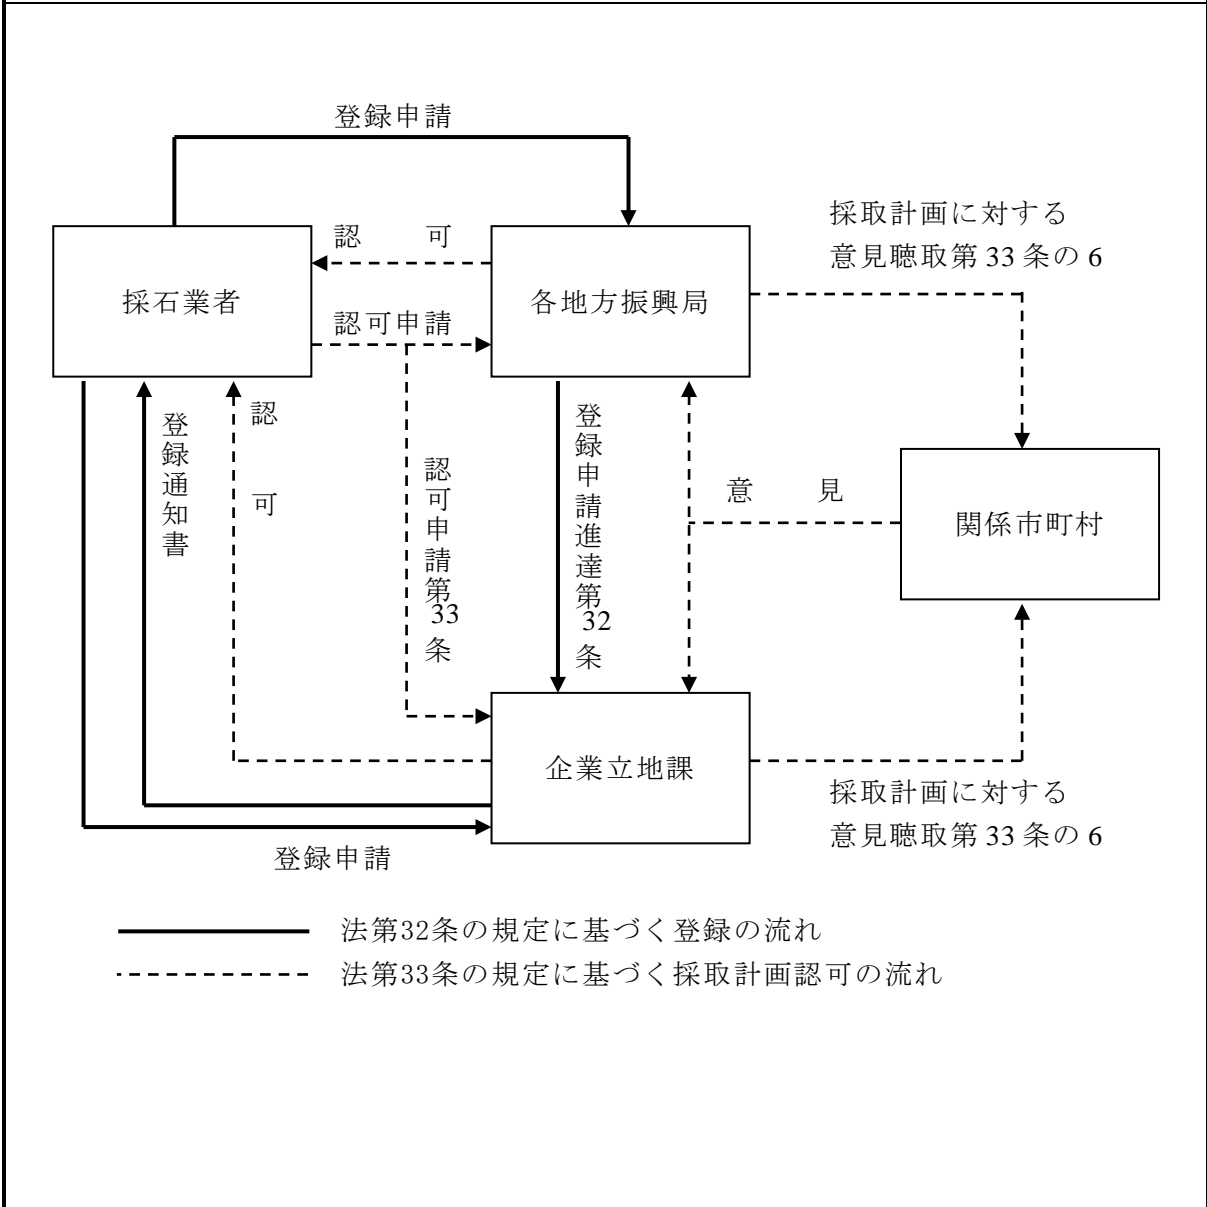 登録申請
採取計画に対する
意見聴取第 33 条の 6
認　　可
採石業者
各地方振興局
認可申請
登録通知書
認　可
認可申請第33条
登録申請進達第32条
意　　見
関係市町村
企業立地課
採取計画に対する
意見聴取第 33 条の 6
登録申請
法第32条の規定に基づく登録の流れ
法第33条の規定に基づく採取計画認可の流れ